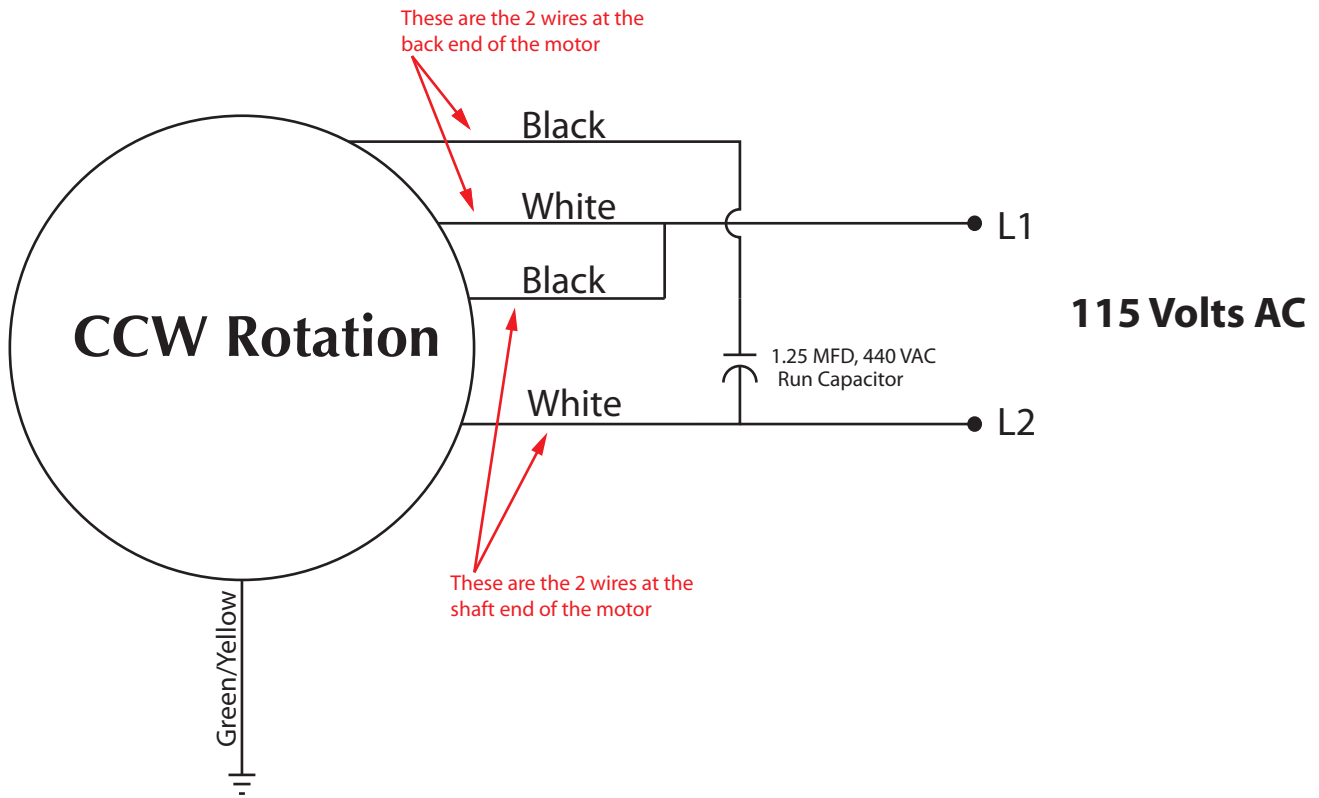 These are the 2 wires at the
back end of the motor
Black
White
L1
Black
115 Volts AC
CCW Rotation
1.25 MFD, 440 VAC
Run Capacitor
White
L2
These are the 2 wires at the
shaft end of the motor
Green/Yellow